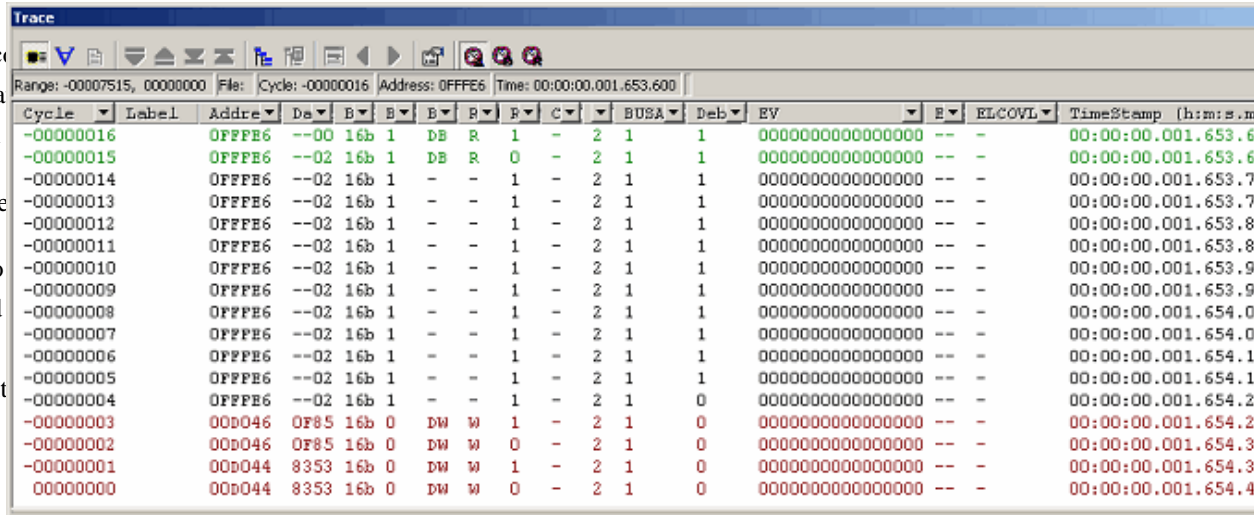 Trace
Range: -00007515, 00000000 File: Cycle: -00000016 Address: 0FFFE6 Time: 00:00:00.001.653.600
Cycle Label Addre Da B B B R R C BUSA Deb EV E ELCOVL TimeStamp (h:m:s.m
-00000016 0FFFE6 --00 16b 1 DB R 1 - 2 1 1 0000000000000000 -- - 00:00:00.001.653.6
-00000015 0FFFE6 --02 16b 1 DB R 0 - 2 1 1 0000000000000000 -- - 00:00:00.001.653.6
-00000014 0FFFE6 --02 16b 1 - - 1 - 2 1 1 0000000000000000 -- - 00:00:00.001.653.7
-00000013 0FFFE6 --02 16b 1 - - 1 - 2 1 1 0000000000000000 -- - 00:00:00.001.653.7
-00000012 0FFFE6 --02 16b 1 - - 1 - 2 1 1 0000000000000000 -- - 00:00:00.001.653.8
-00000011 0FFFE6 --02 16b 1 - - 1 - 2 1 1 0000000000000000 -- - 00:00:00.001.653.8
-00000010 0FFFE6 --02 16b 1 - - 1 - 2 1 1 0000000000000000 -- - 00:00:00.001.653.9
-00000009 0FFFE6 --02 16b 1 - - 1 - 2 1 1 0000000000000000 -- - 00:00:00.001.653.9
-00000008 0FFFE6 --02 16b 1 - - 1 - 2 1 1 0000000000000000 -- - 00:00:00.001.654.0
-00000007 0FFFE6 --02 16b 1 - - 1 - 2 1 1 0000000000000000 -- - 00:00:00.001.654.0
-00000006 0FFFE6 --02 16b 1 - - 1 - 2 1 1 0000000000000000 -- - 00:00:00.001.654.1
-00000005 0FFFE6 --02 16b 1 - - 1 - 2 1 1 0000000000000000 -- - 00:00:00.001.654.1
-00000004 0FFFE6 --02 16b 1 - - 1 - 2 1 0 0000000000000000 -- - 00:00:00.001.654.2
-00000003 00D046 0F85 16b 0 DW W 1 - 2 1 0 0000000000000000 -- - 00:00:00.001.654.2
-00000002 00D046 0F85 16b 0 DW W 0 - 2 1 0 0000000000000000 -- - 00:00:00.001.654.3
-00000001 00D044 8353 16b 0 DW W 1 - 2 1 0 0000000000000000 -- - 00:00:00.001.654.3
00000000 00D044 8353 16b 0 DW W 0 - 2 1 0 0000000000000000 -- - 00:00:00.001.654.4